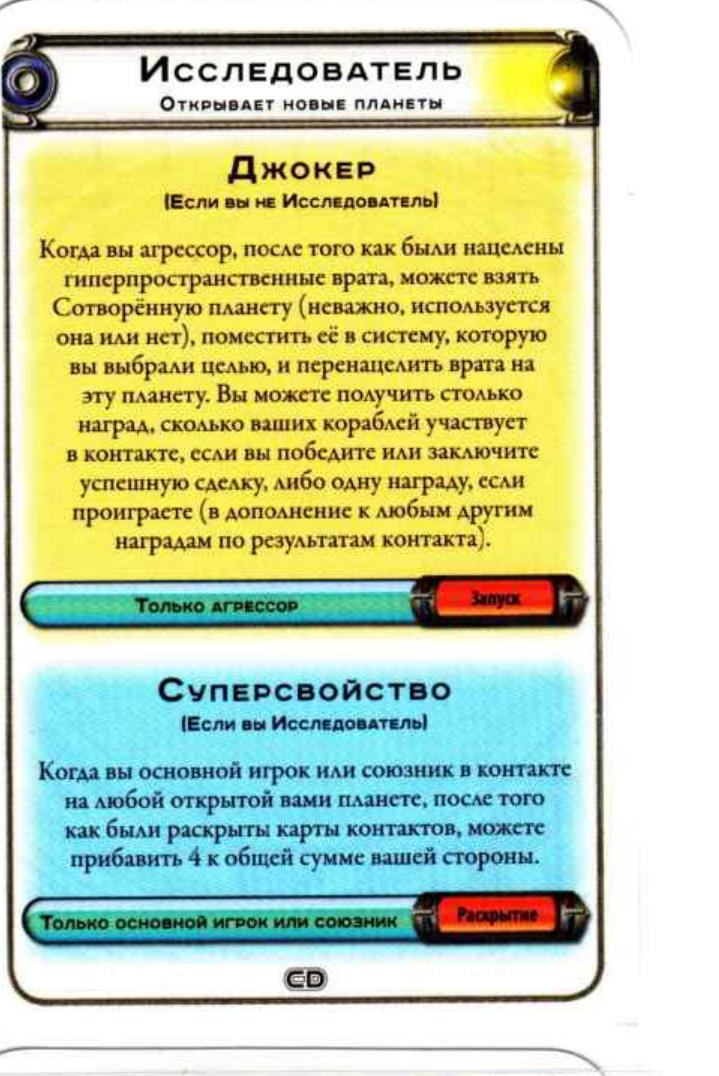 Исследователь
Открывает новые планеты
Джокер
(Если вы не Исследователь)
Когда вы агрессор, после того как были нацелены
гиперпространственные врата, можете взять
Сотворённую планету (неважно, используется
она или нет), поместить её в систему, которую
вы выбрали целью, и перенацелить врата на
эту планету. Вы можете получить столько
наград, сколько ваших кораблей участвует
в контакте, если вы победите или заключите
успешную сделку, либо одну награду, если
проиграете (в дополнение к любым другим
наградам по результатам контакта).
Только агрессор
Запуск
Суперсвойство
(Если вы Исследователь)
Когда вы основной игрок или союзник в контакте
на любой открытой вами планете, после того
как были раскрыты карты контактов, можете
прибавить 4 к общей сумме вашей стороны.
Только основной игрок или союзник
Раскрытие
CD